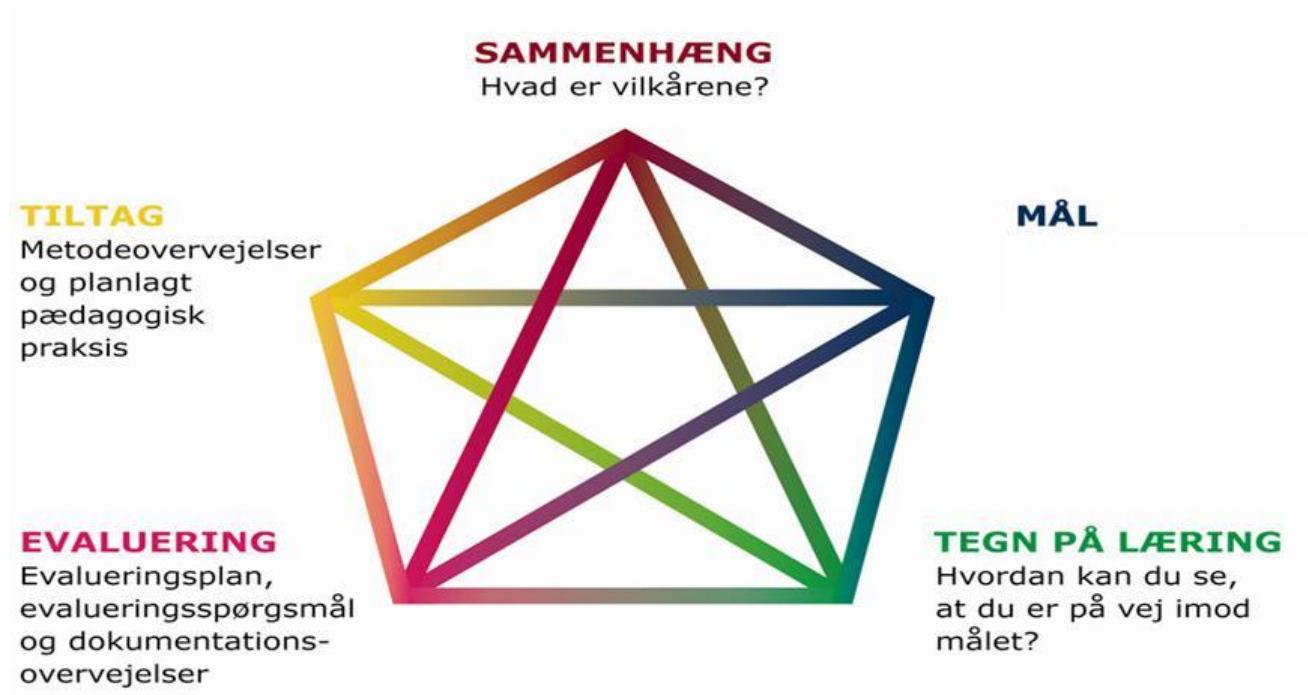 SAMMENHÆNG
Hvad er vilkårene?
TILTAG
Metodeovervejelser
og planlagt
pædagogisk
praksis
MÅL
EVALUERING
Evalueringsplan,
evalueringsspørgsmål
og dokumentations-
overvejelser
TEGN PÅ LÆRING
Hvordan kan du se,
at du er på vej imod
målet?